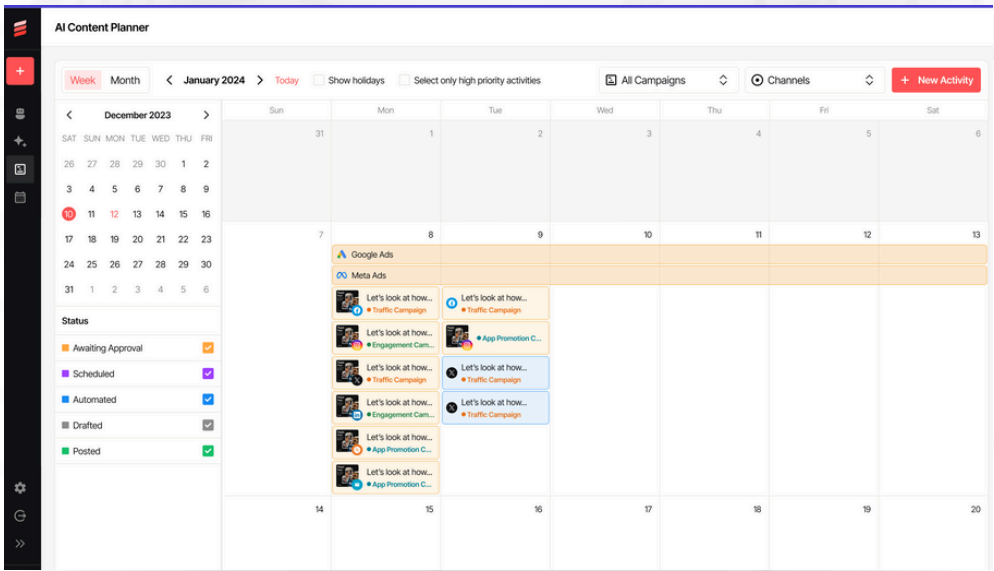 AI Content Planner
Week Month < January 2024 > Today Show holidays Select only high priority activities All Campaigns Channels + New Activity
< December 2023 >
SAT SUN MON TUE WED THU FRI
26 27 28 29 30 1 2
3 4 5 6 7 8 9
10 11 12 13 14 15 16
17 18 19 20 21 22 23
24 25 26 27 28 29 30
31 1 2 3 4 5 6
Status
Awaiting Approval
Scheduled
Automated
Drafted
Posted
Sun Mon Tue Wed Thu Fri Sat
31 1 2 3 4 5 6
7 8 9 10 11 12 13
Google Ads
Meta Ads
Let's look at how...
Traffic Campaign
Let's look at how...
Traffic Campaign
Let's look at how...
Engagement Cam...
App Promotion C...
Let's look at how...
Traffic Campaign
Let's look at how...
Traffic Campaign
Let's look at how...
Engagement Cam...
Let's look at how...
Traffic Campaign
Let's look at how...
App Promotion C...
Let's look at how...
App Promotion C...
14 15 16 17 18 19 20